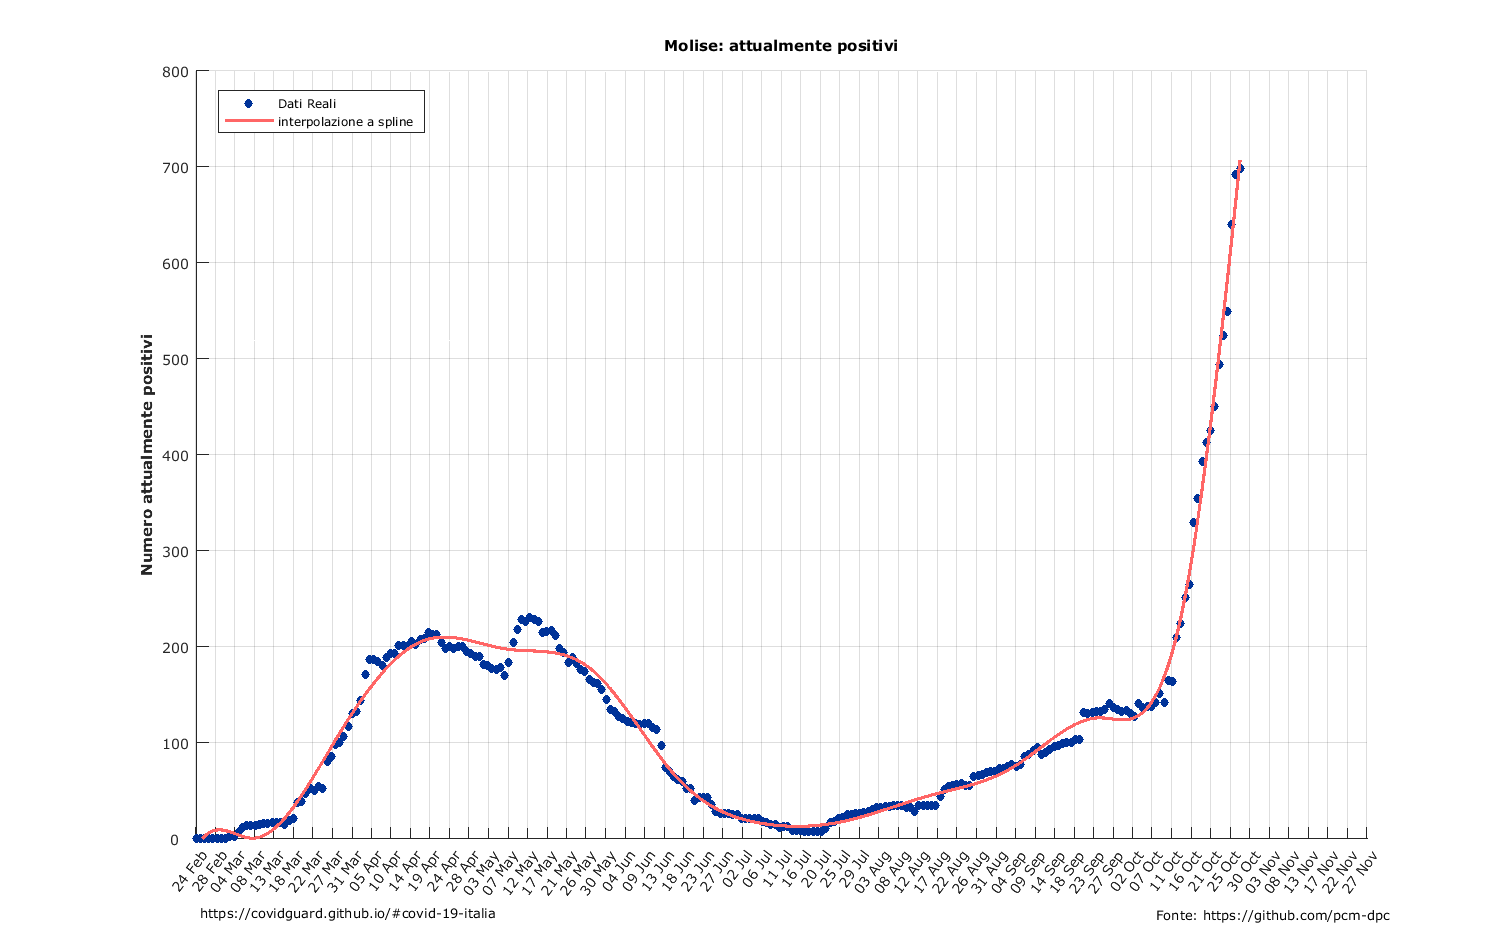 Molise: attualmente positivi
Dati Reali
interpolazione a spline
Numero attualmente positivi
800
700
600
500
400
300
200
100
0
24 Feb
28 Feb
04 Mar
08 Mar
13 Mar
18 Mar
22 Mar
27 Mar
31 Mar
05 Apr
10 Apr
14 Apr
19 Apr
24 Apr
28 Apr
03 May
07 May
12 May
17 May
21 May
26 May
30 May
04 Jun
09 Jun
13 Jun
18 Jun
23 Jun
27 Jun
02 Jul
06 Jul
11 Jul
16 Jul
20 Jul
25 Jul
29 Jul
03 Aug
08 Aug
12 Aug
17 Aug
22 Aug
26 Aug
31 Aug
04 Sep
09 Sep
14 Sep
18 Sep
23 Sep
27 Sep
02 Oct
07 Oct
11 Oct
16 Oct
21 Oct
25 Oct
30 Oct
03 Nov
08 Nov
13 Nov
17 Nov
22 Nov
27 Nov
https://covidguard.github.io/#covid-19-italia
Fonte: https://github.com/pcm-dpc